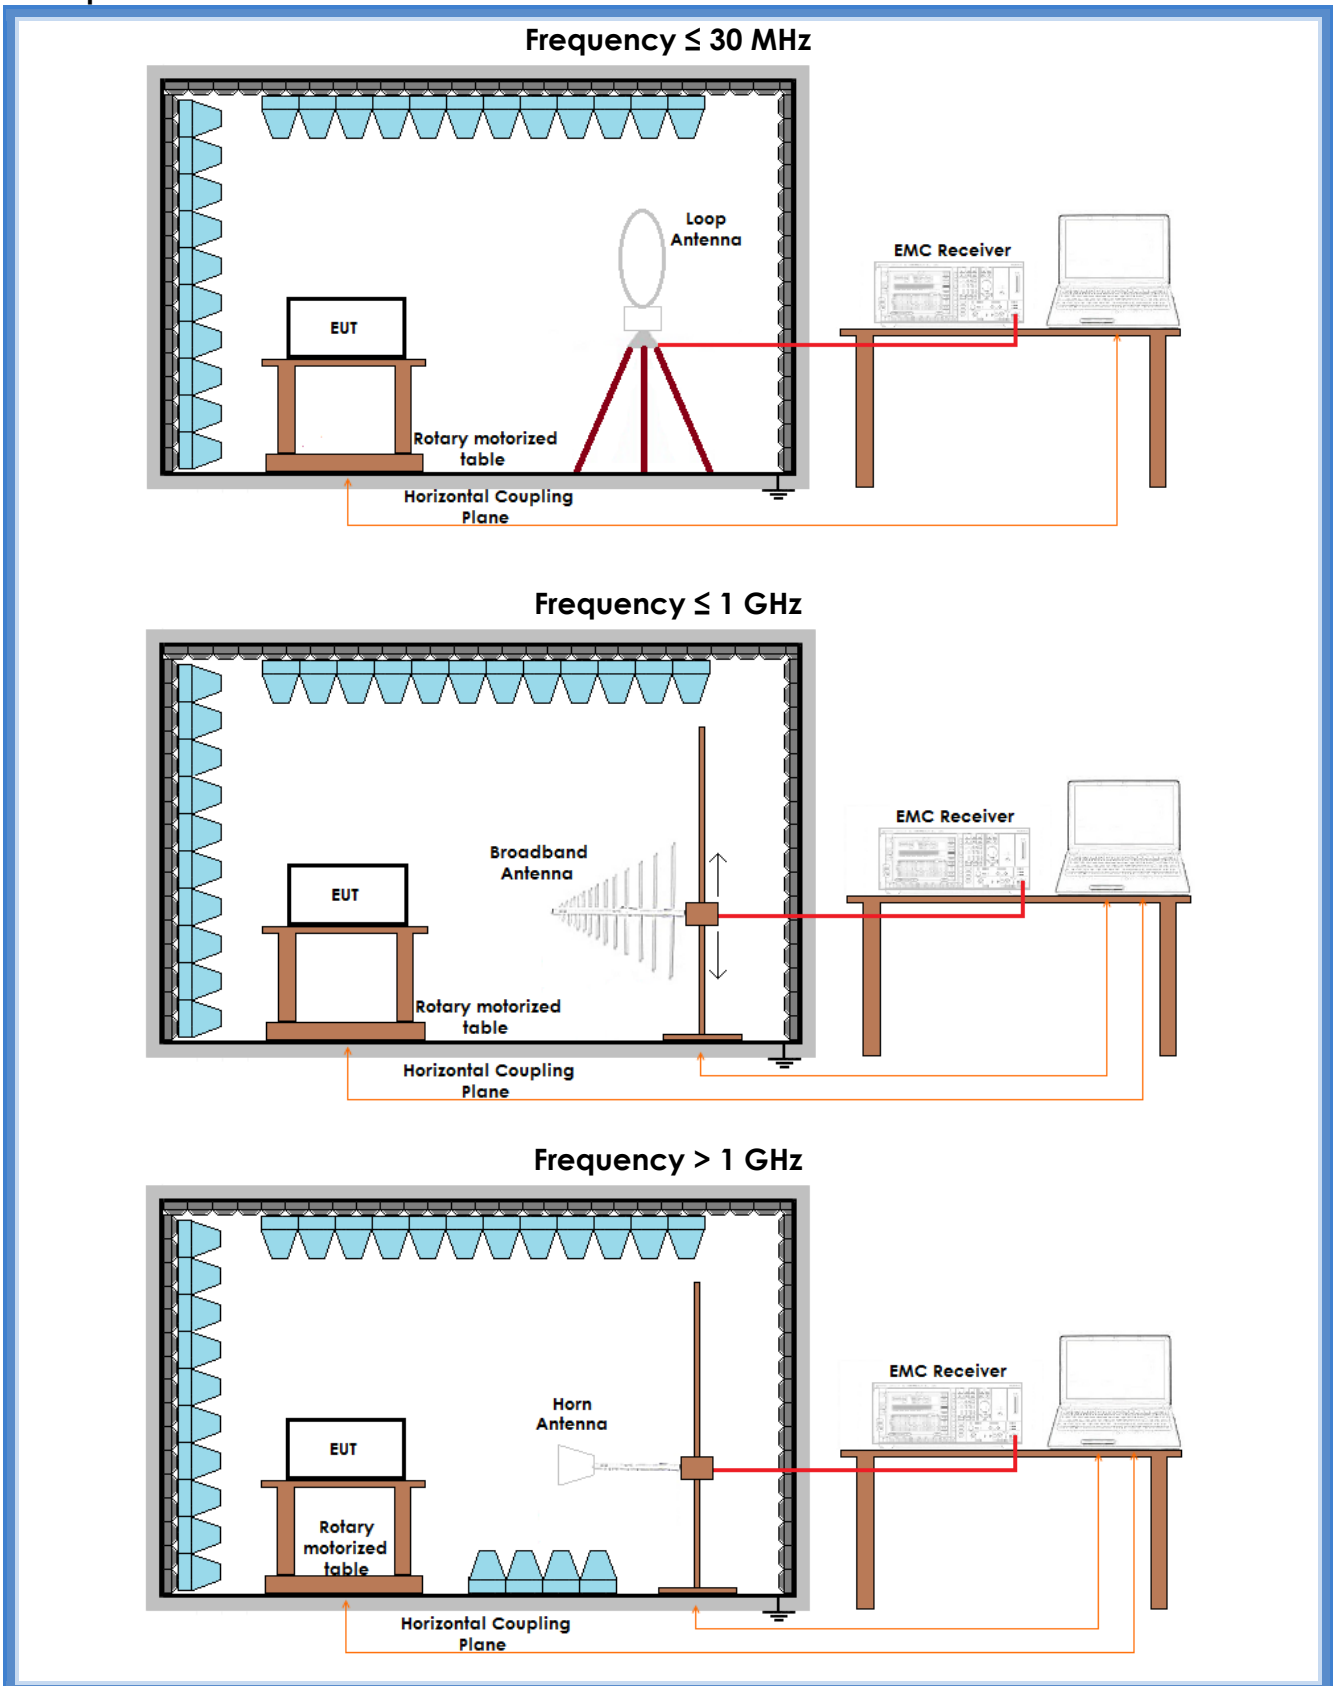 Frequency ≤ 30 MHz
Loop
Antenna
EMC Receiver
EUT
Rotary motorized
table
Horizontal Coupling
Plane
Frequency ≤ 1 GHz
EMC Receiver
Broadband
Antenna
EUT
Rotary motorized
table
Horizontal Coupling
Plane
Frequency > 1 GHz
EMC Receiver
Horn
Antenna
EUT
Rotary
motorized
table
Horizontal Coupling
Plane